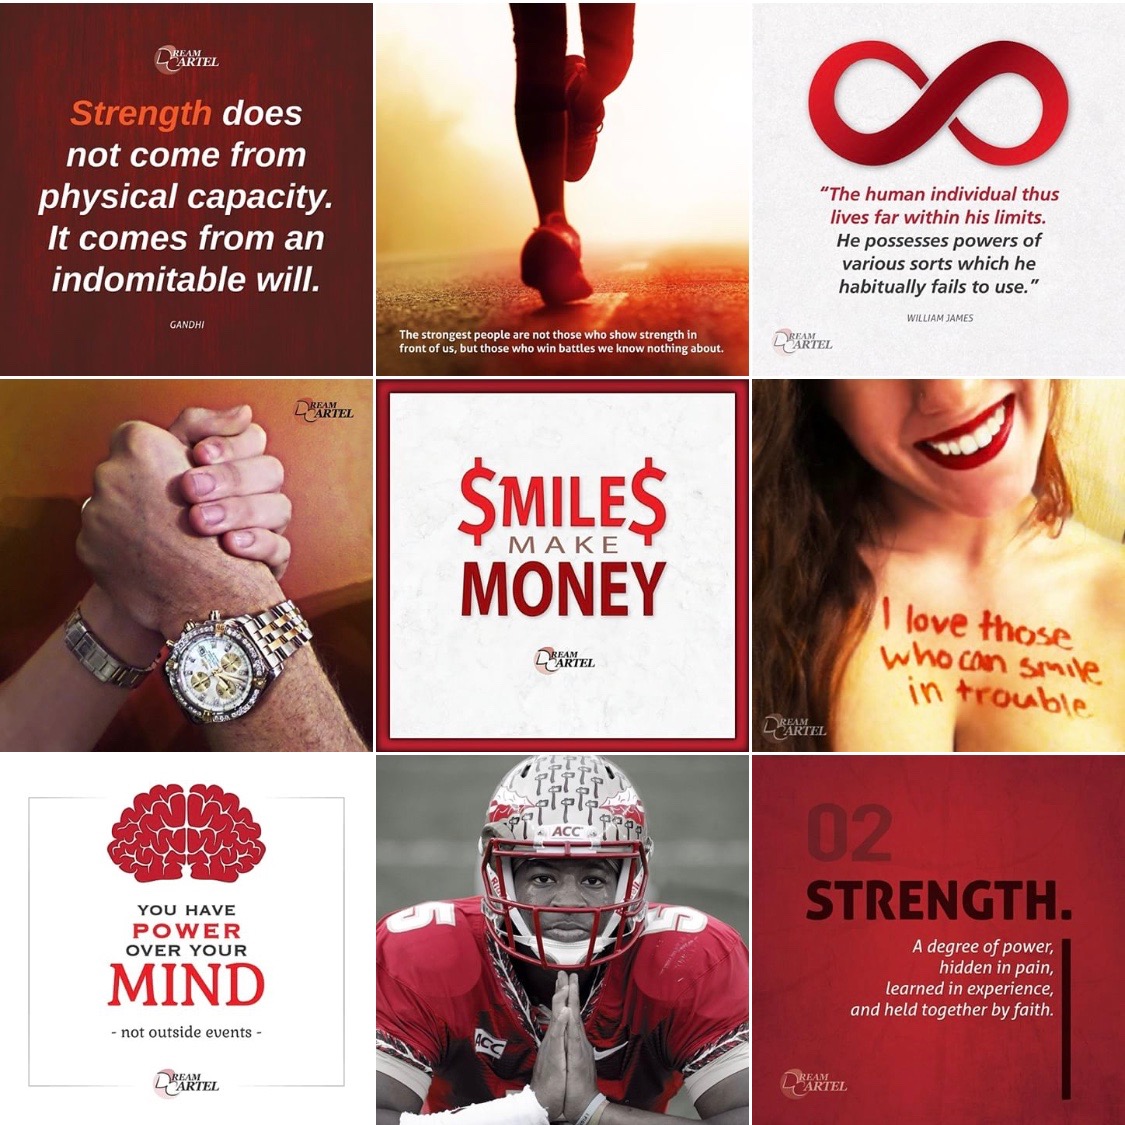 DREAM
CARTEL
Strength does
not come from
physical capacity.
It comes from an
indomitable will.
GANDHI
The strongest people are not those who show strength in
front of us, but those who win battles we know nothing about.
“The human individual thus
lives far within his limits.
He possesses powers of
various sorts which he
habitually fails to use.”
WILLIAM JAMES
DREAM
CARTEL
DREAM
CARTEL
$MILE$
MAKE
MONEY
DREAM
CARTEL
I love those
who can smile
in trouble
DREAM
CARTEL
YOU HAVE
POWER
OVER YOUR
MIND
- not outside events -
DREAM
CARTEL
ACC
5
5
ACC
02
STRENGTH.
A degree of power,
hidden in pain,
learned in experience,
and held together by faith.
DREAM
CARTEL